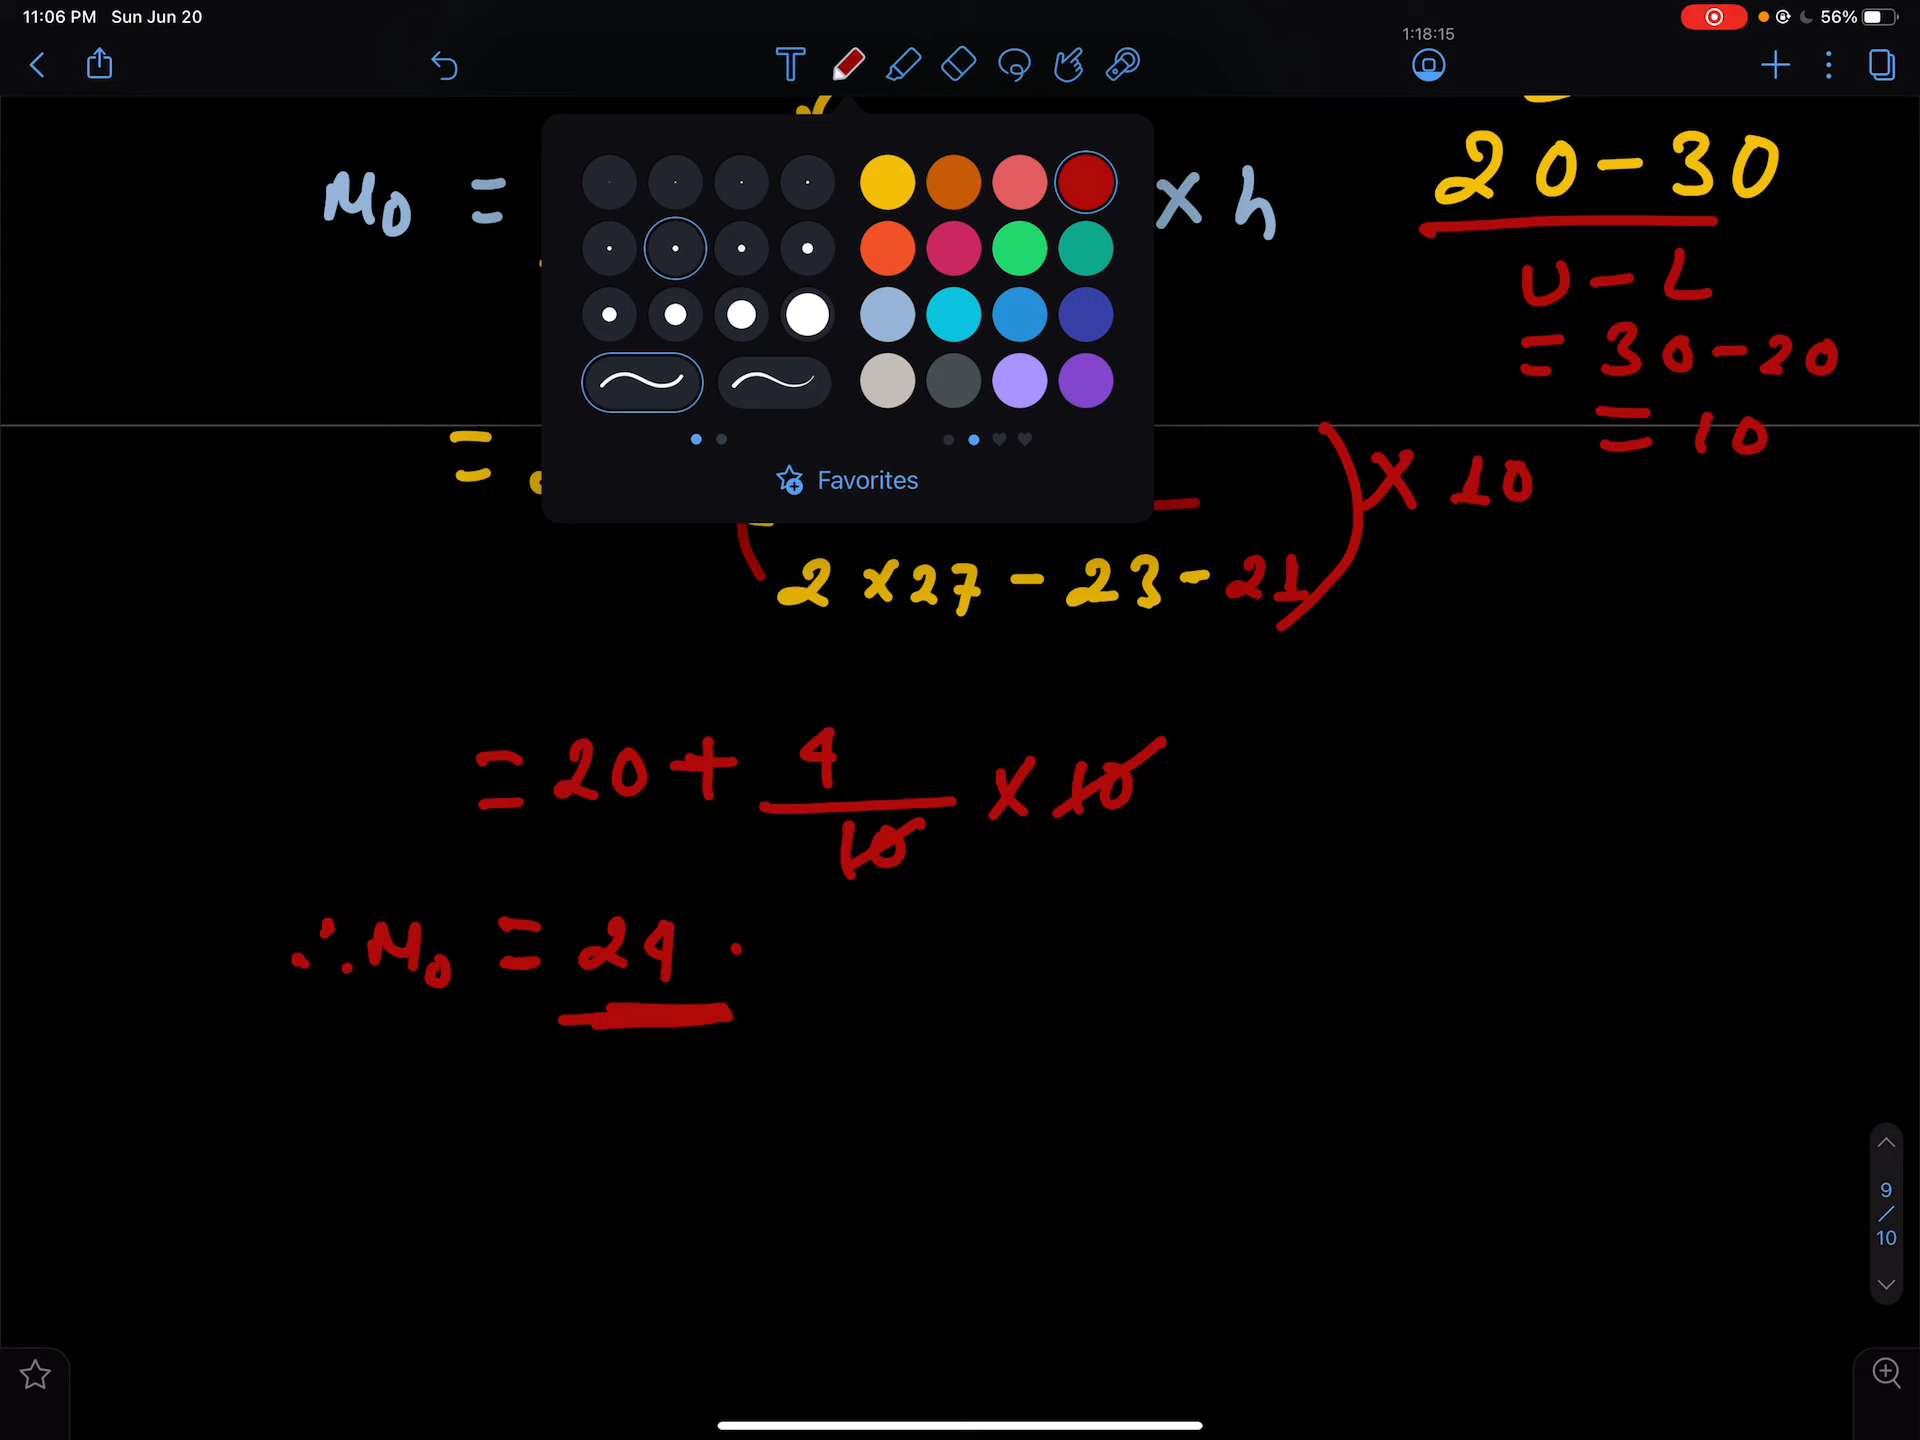 11:06 PM Sun Jun 20
56%
1:18:15
20-30
M0 = × h
U - L
= 30-20
= 10
= × 10
Favorites
2 × 27 - 23 - 21
= 20 + 4/10 × 10
∴ M0 = 24 .
9
/
10